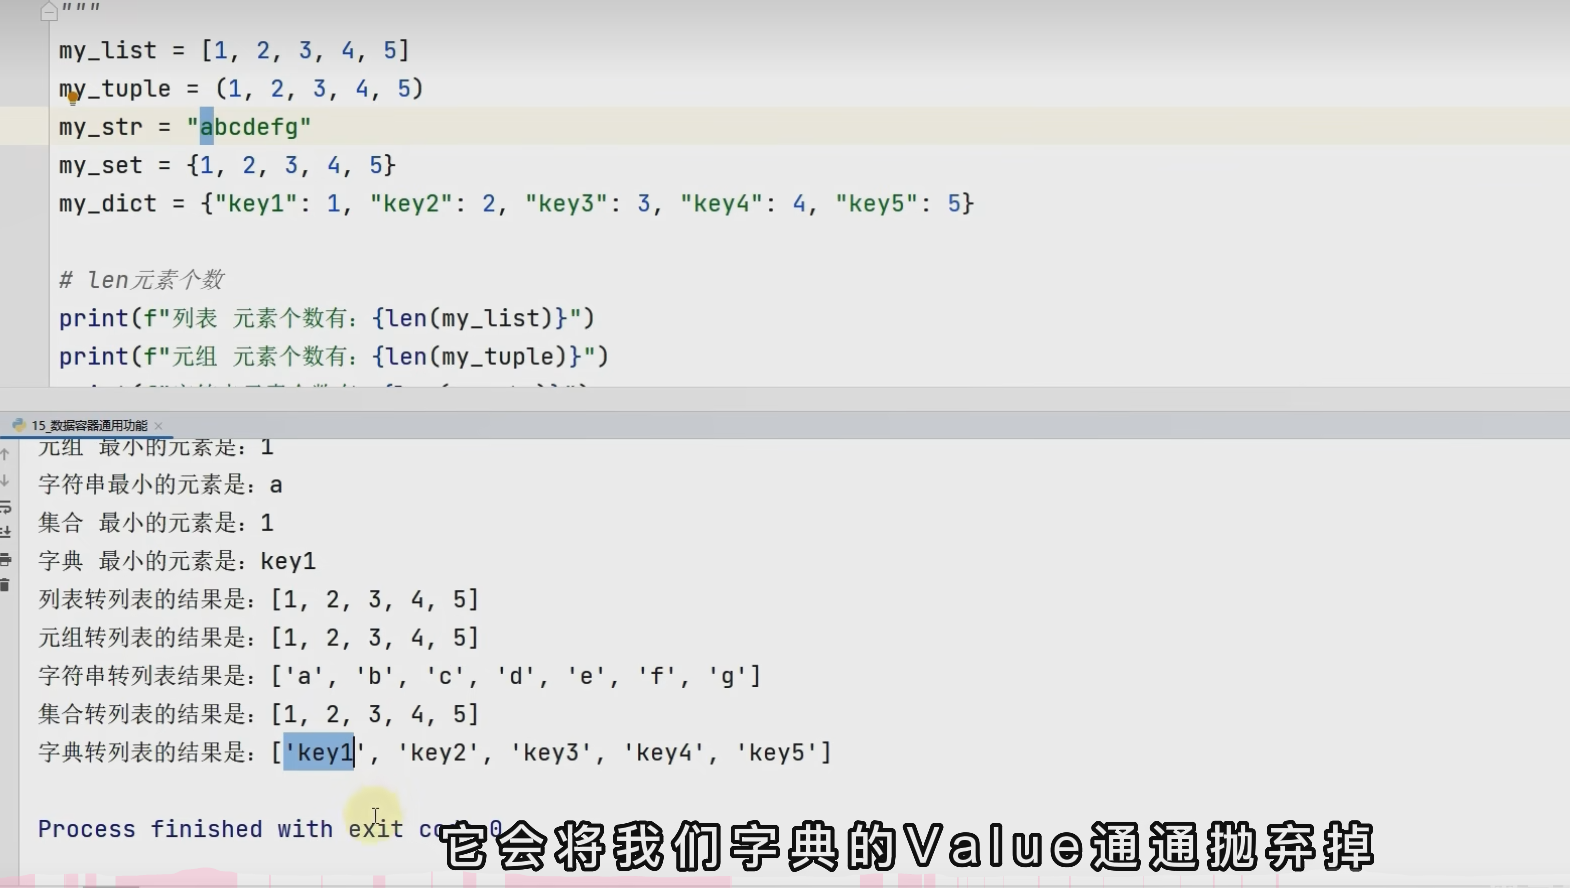 """
my_list = [1, 2, 3, 4, 5]
my_tuple = (1, 2, 3, 4, 5)
my_str = "abcdefg"
my_set = {1, 2, 3, 4, 5}
my_dict = {"key1": 1, "key2": 2, "key3": 3, "key4": 4, "key5": 5}
# len元素个数
print(f"列表 元素个数有：{len(my_list)}")
print(f"元组 元素个数有：{len(my_tuple)}")
15_数据容器通用功能
元组 最小的元素是：1
字符串最小的元素是：a
集合 最小的元素是：1
字典 最小的元素是：key1
列表转列表的结果是：[1, 2, 3, 4, 5]
元组转列表的结果是：[1, 2, 3, 4, 5]
字符串转列表结果是：['a', 'b', 'c', 'd', 'e', 'f', 'g']
集合转列表的结果是：[1, 2, 3, 4, 5]
字典转列表的结果是：['key1', 'key2', 'key3', 'key4', 'key5']
Process finished with exit code 0
它会将我们字典的Value通通抛弃掉